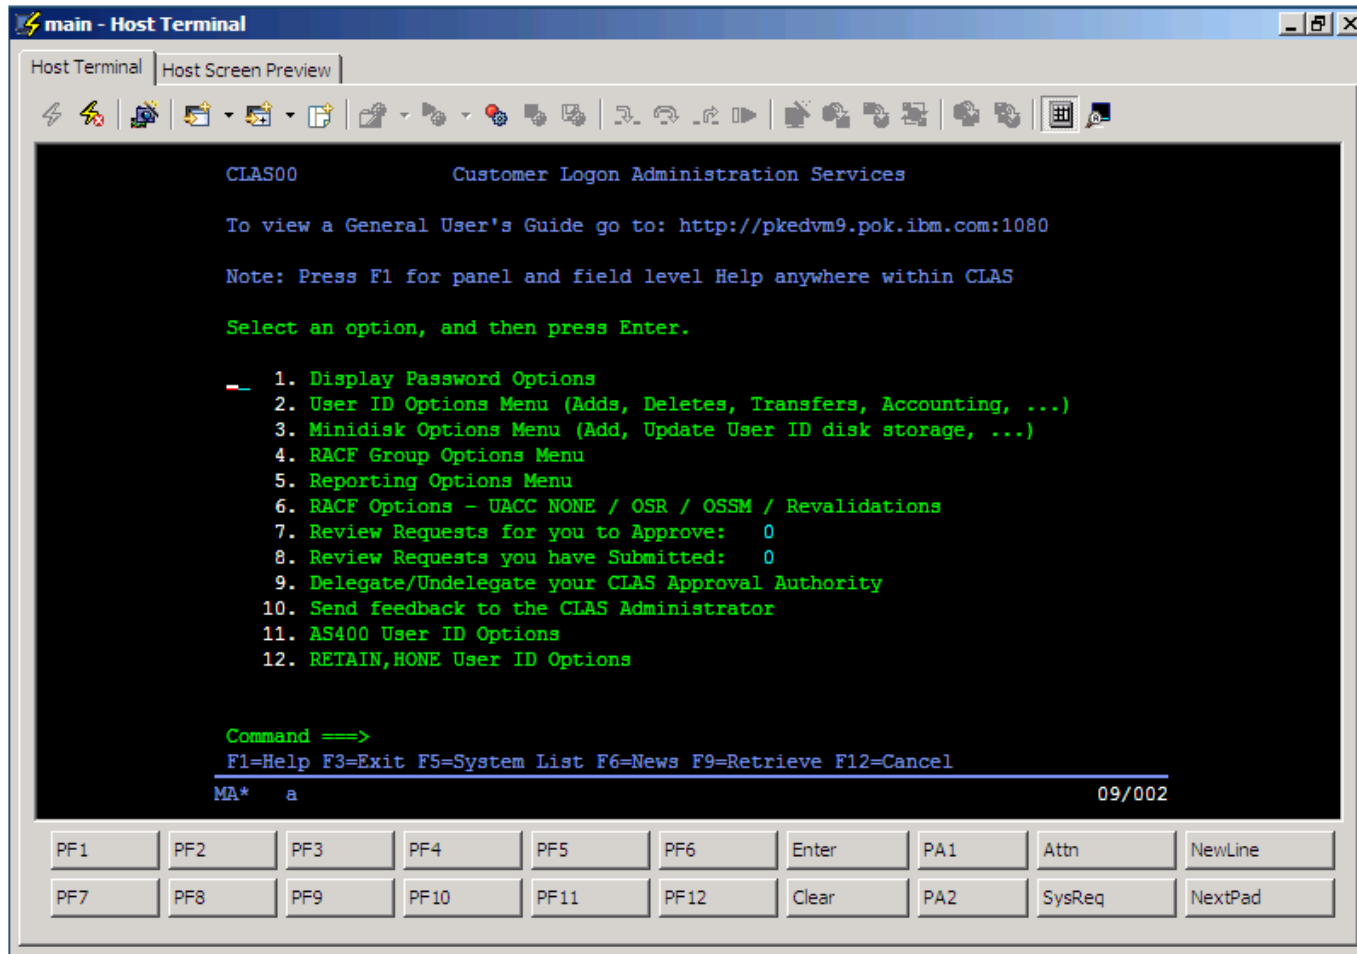 main - Host Terminal
Host Terminal Host Screen Preview
CLAS00 Customer Logon Administration Services
To view a General User's Guide go to: http://pkedvm9.pok.ibm.com:1080
Note: Press F1 for panel and field level Help anywhere within CLAS
Select an option, and then press Enter.
1. Display Password Options
2. User ID Options Menu (Adds, Deletes, Transfers, Accounting, ...)
3. Minidisk Options Menu (Add, Update User ID disk storage, ...)
4. RACF Group Options Menu
5. Reporting Options Menu
6. RACF Options - UACC NONE / OSR / OSSM / Revalidations
7. Review Requests for you to Approve: 0
8. Review Requests you have Submitted: 0
9. Delegate/Undelegate your CLAS Approval Authority
10. Send feedback to the CLAS Administrator
11. AS400 User ID Options
12. RETAIN,HONE User ID Options
Command ===>
F1=Help F3=Exit F5=System List F6=News F9=Retrieve F12=Cancel
MA* a 09/002
PF1 PF2 PF3 PF4 PF5 PF6 Enter PA1 Attn NewLine
PF7 PF8 PF9 PF10 PF11 PF12 Clear PA2 SysReq NextPad